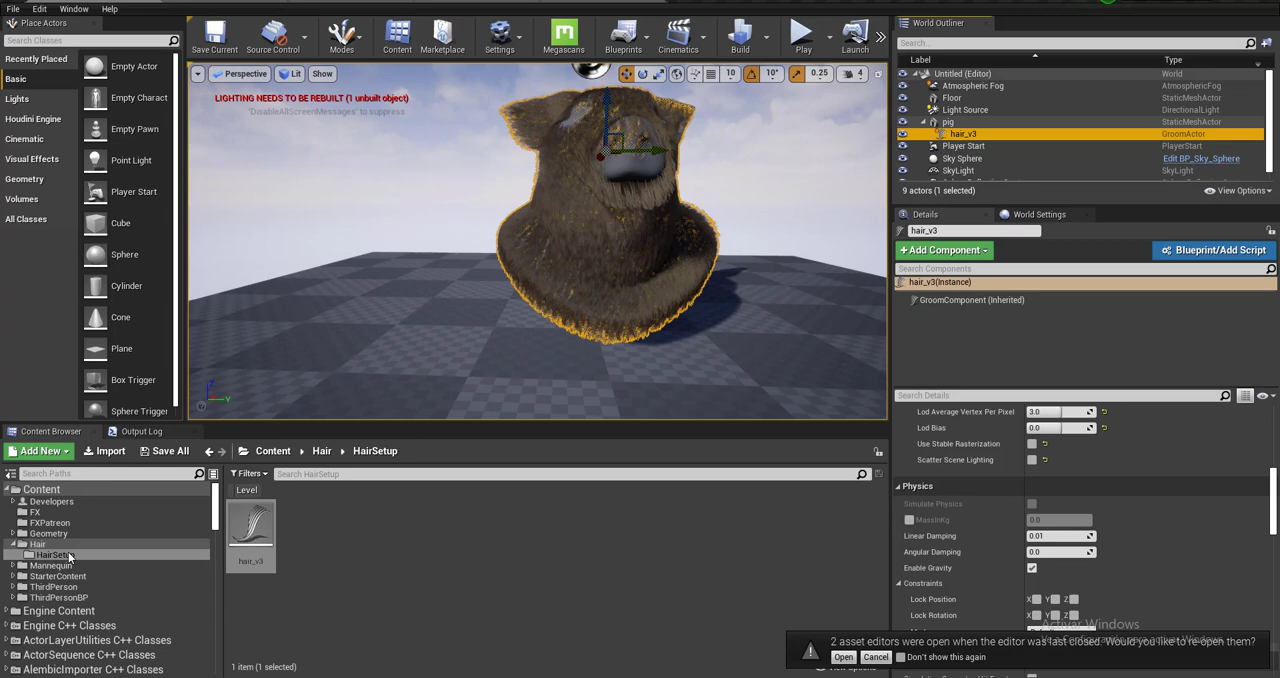 File Edit Window Help
Place Actors
Search Classes
Recently Placed
Basic
Lights
Houdini Engine
Cinematic
Visual Effects
Geometry
Volumes
All Classes
Empty Actor
Empty Charact
Empty Pawn
Point Light
Player Start
Cube
Sphere
Cylinder
Cone
Plane
Box Trigger
Sphere Trigger
Save Current
Source Control
Modes
Content
Marketplace
Settings
Megascans
Blueprints
Cinematics
Build
Play
Launch
Perspective
Lit
Show
10
10°
0.25
4
LIGHTING NEEDS TO BE REBUILT (1 unbuilt object)
'DisableAllScreenMessages' to suppress
World Outliner
Search...
Label Type
Untitled (Editor) World
Atmospheric Fog AtmosphericFog
Floor StaticMeshActor
Light Source DirectionalLight
pig StaticMeshActor
hair_v3 GroomActor
Player Start PlayerStart
Sky Sphere Edit BP_Sky_Sphere
SkyLight SkyLight
9 actors (1 selected)
View Options
Details
World Settings
hair_v3
+ Add Component
Blueprint/Add Script
Search Components
hair_v3(Instance)
GroomComponent (Inherited)
Search Details
Lod Average Vertex Per Pixel 3.0
Lod Bias 0.0
Use Stable Rasterization
Scatter Scene Lighting
Physics
Simulate Physics
MassInKg 0.0
Linear Damping 0.01
Angular Damping 0.0
Enable Gravity
Constraints
Lock Position X Y Z
Lock Rotation X Y Z
Activar Windows
2 asset editors were open when the editor was last closed. Would you like to re-open them?
Open Cancel Don't show this again
Content Browser
Output Log
Add New
Import
Save All
Content Hair HairSetup
Search Paths
Filters
Search HairSetup
Level
Content
Developers
FX
FXPatreon
Geometry
Hair
HairSetup
Mannequin
StarterContent
ThirdPerson
ThirdPersonBP
Engine Content
Engine C++ Classes
ActorLayerUtilities C++ Classes
ActorSequence C++ Classes
AlembicImporter C++ Classes
hair_v3
1 item (1 selected)
View Options